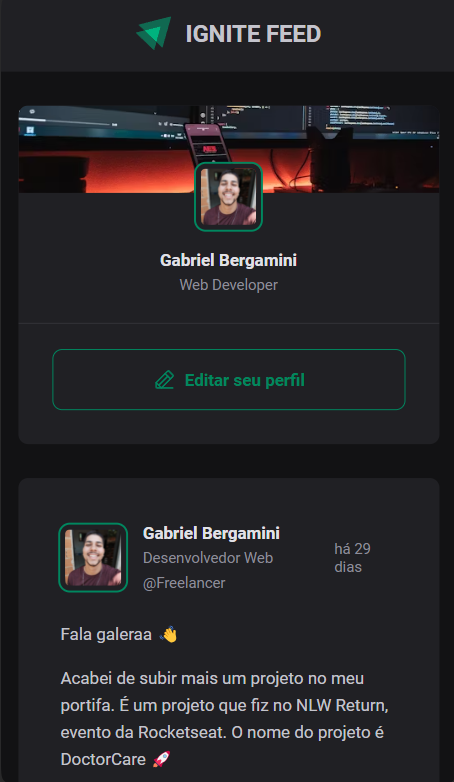 IGNITE FEED
Gabriel Bergamini
Web Developer
Editar seu perfil
Gabriel Bergamini
Desenvolvedor Web
@Freelancer
há 29
dias
Fala galeraa 👋
Acabei de subir mais um projeto no meu
portifa. É um projeto que fiz no NLW Return,
evento da Rocketseat. O nome do projeto é
DoctorCare 🚀